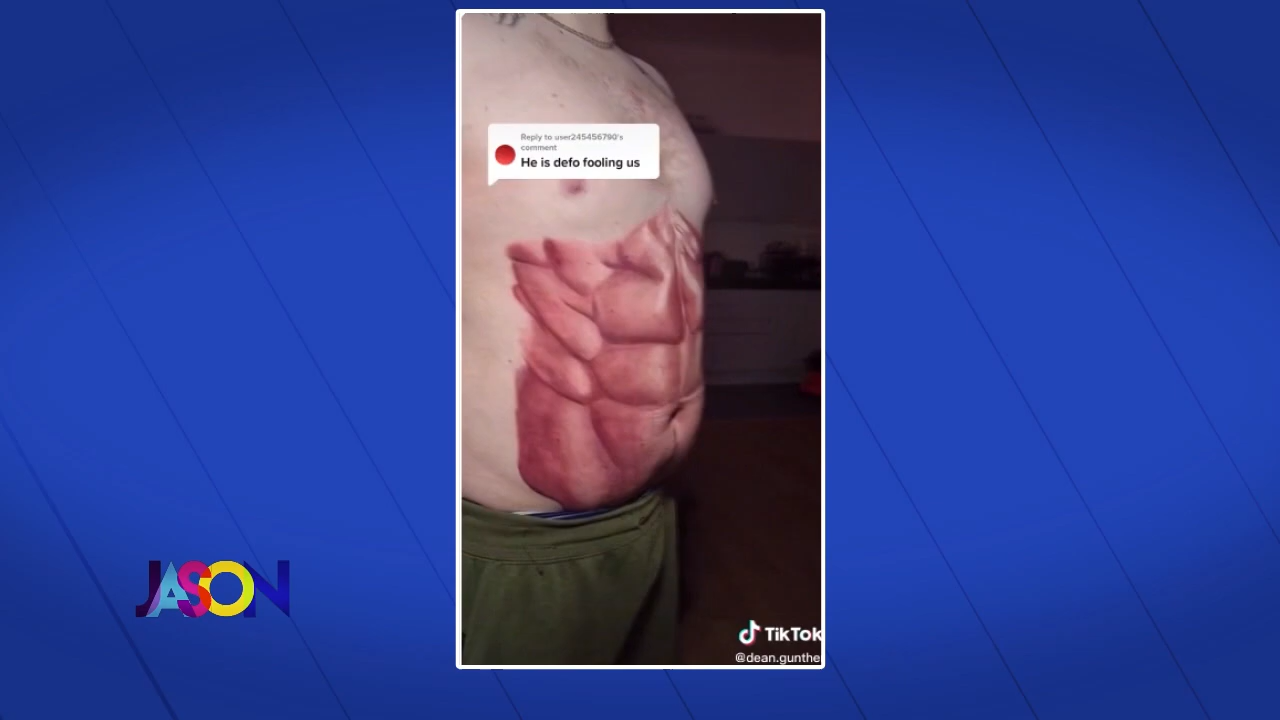 Reply to user245456790's
comment
He is defo fooling us
JASON
TikTok
@dean.gunthe